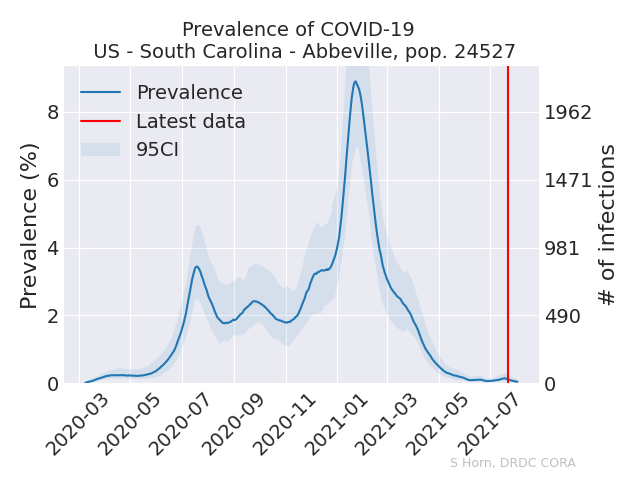 Prevalence of COVID-19
US - South Carolina - Abbeville, pop. 24527
Prevalence
Latest data
95CI
Prevalence (%)
8
6
4
2
0
1962
1471
981
490
0
# of infections
2020-03
2020-05
2020-07
2020-09
2020-11
2021-01
2021-03
2021-05
2021-07
S Horn, DRDC CORA